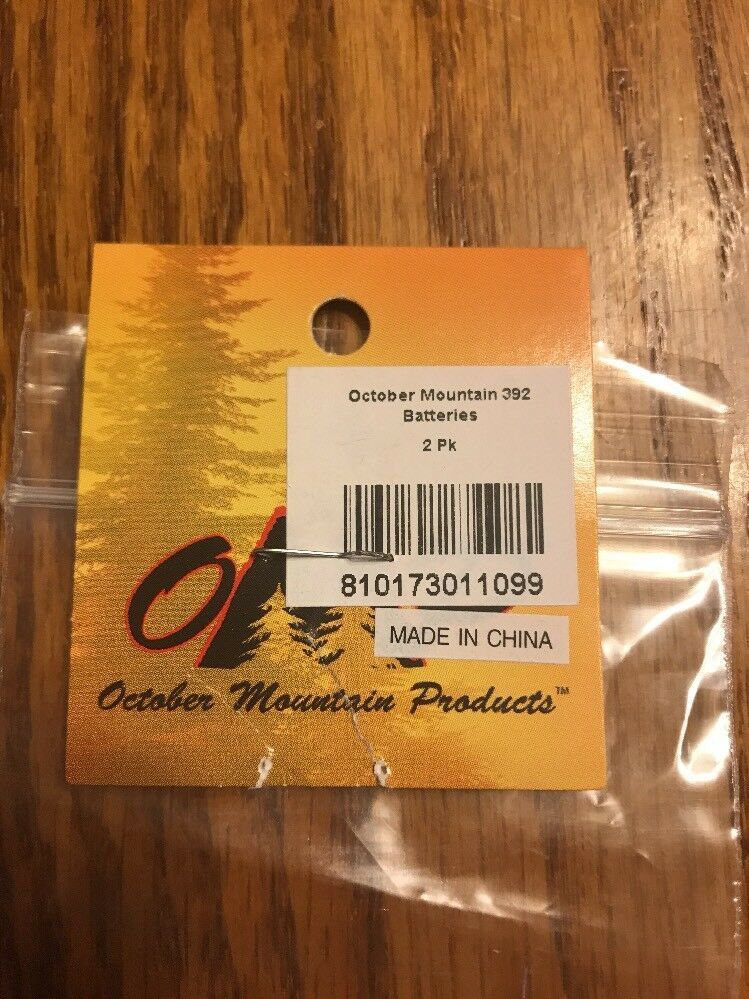 October Mountain 392
Batteries
2 Pk
810173011099
MADE IN CHINA
October Mountain Products™